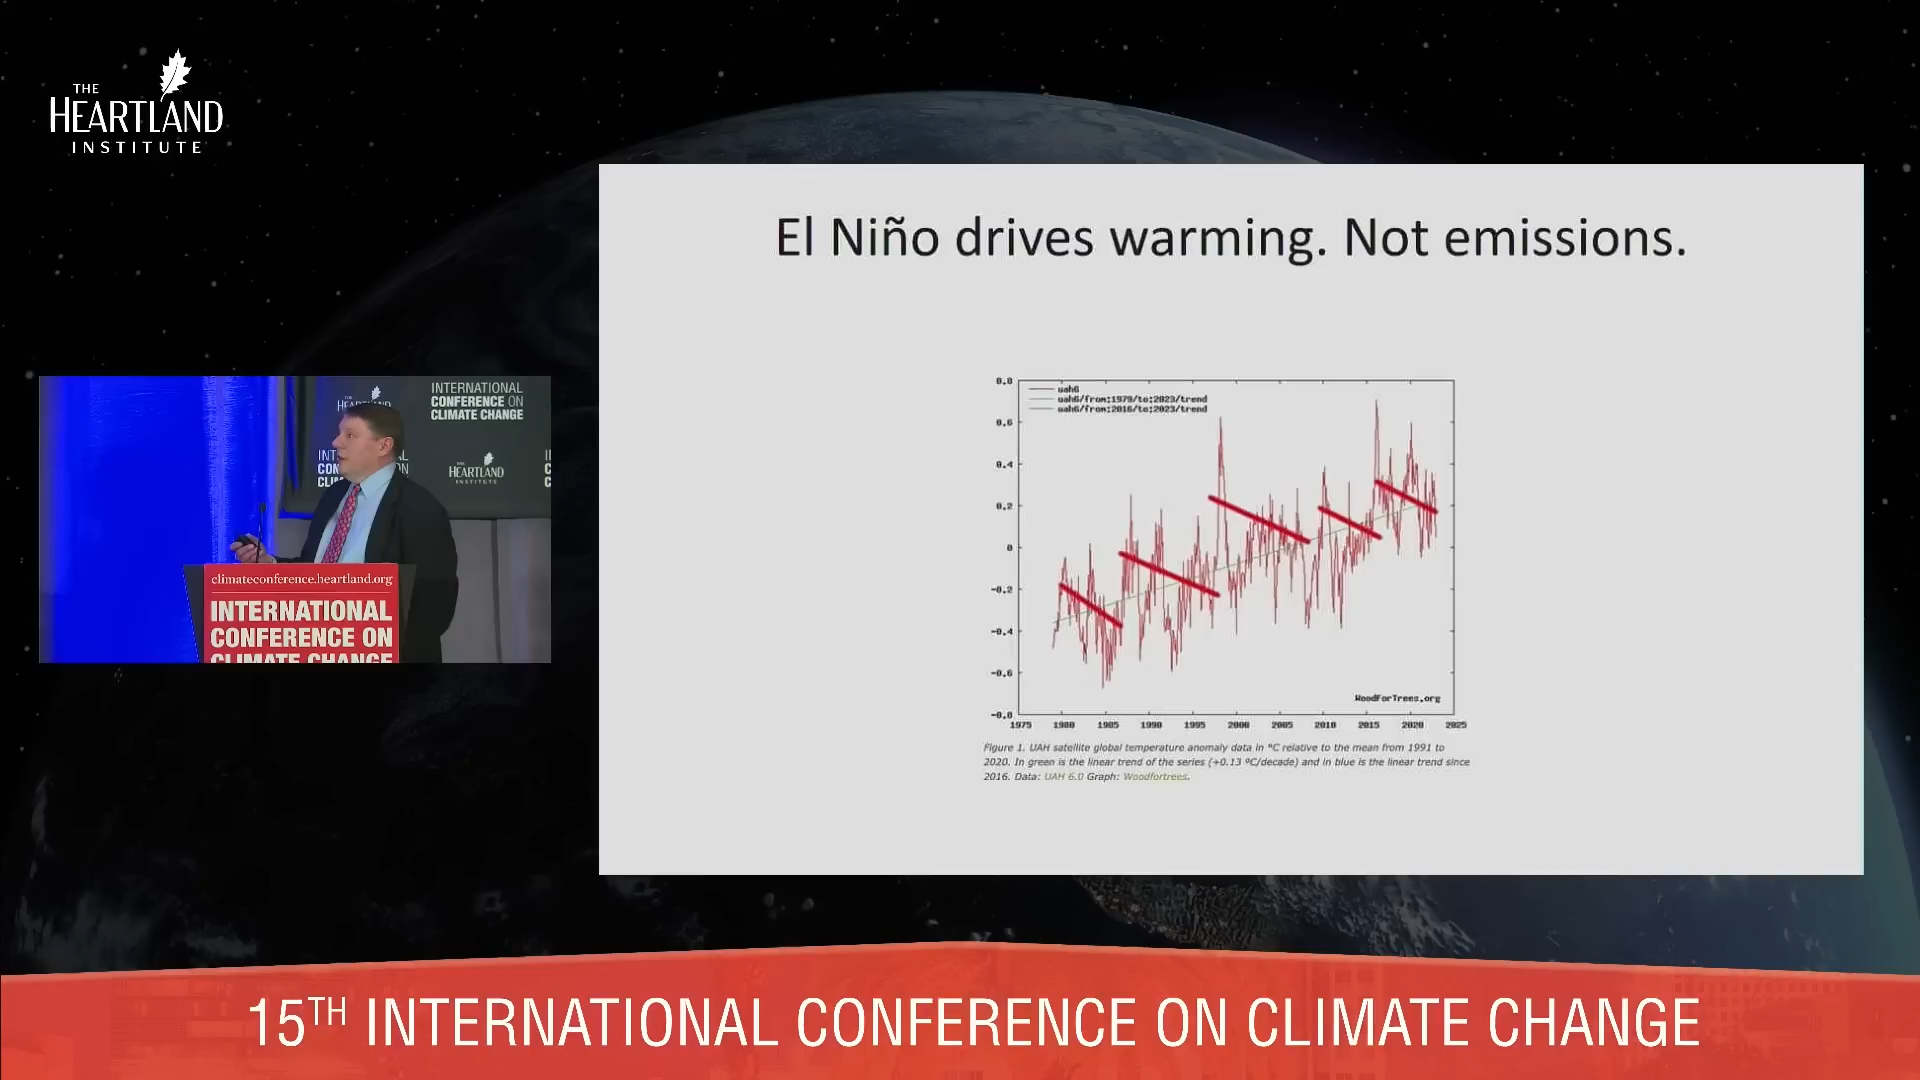 THE
HEARTLAND
INSTITUTE
El Niño drives warming. Not emissions.
INTERNATIONAL
CONFERENCE ON
CLIMATE CHANGE
HEARTLAND
INSTITUTE
climateconference.heartland.org
INTERNATIONAL
CONFERENCE ON
CLIMATE CHANGE
uah6
uah6/from:1979/to:2023/trend
uah6/from:2016/to:2023/trend
0.8
0.6
0.4
0.2
0
-0.2
-0.4
-0.6
-0.8
WoodForTrees.org
1975 1980 1985 1990 1995 2000 2005 2010 2015 2020 2025
Figure 1. UAH satellite global temperature anomaly data in °C relative to the mean from 1991 to
2020. In green is the linear trend of the series (+0.13 ºC/decade) and in blue is the linear trend since
2016. Data: UAH 6.0 Graph: Woodfortrees.
15TH INTERNATIONAL CONFERENCE ON CLIMATE CHANGE